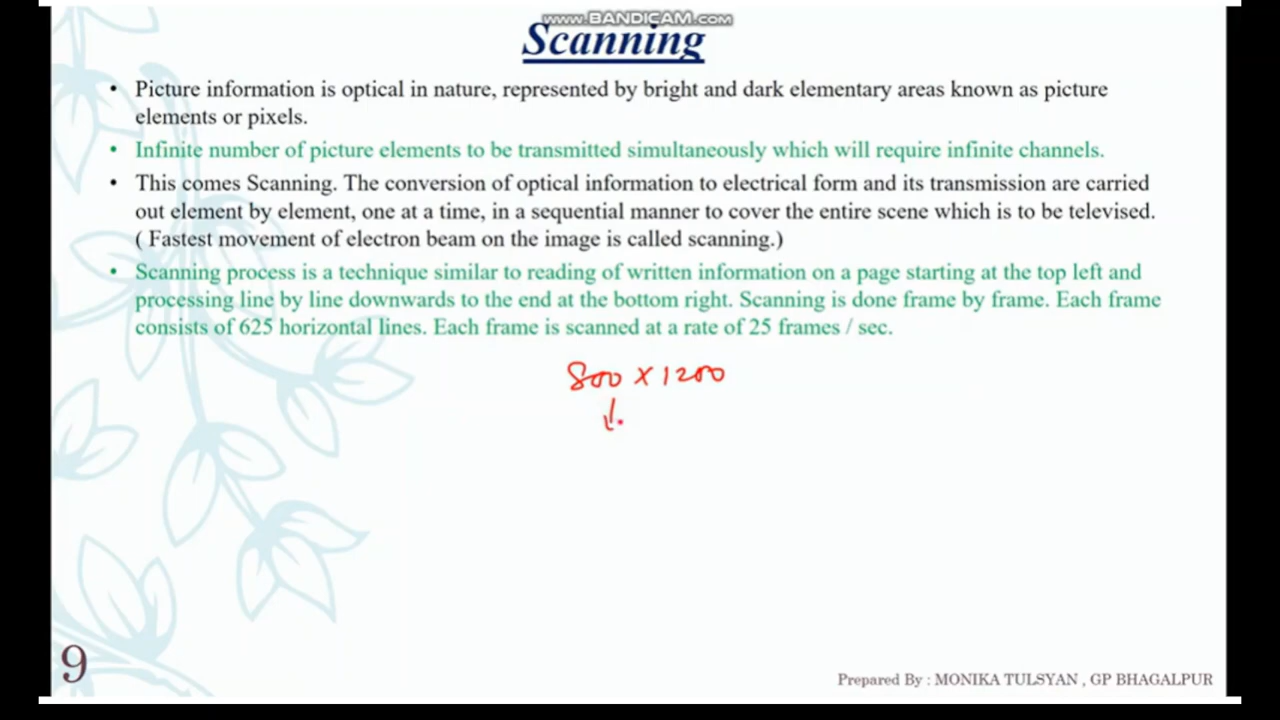 www.BANDICAM.com
Scanning
• Picture information is optical in nature, represented by bright and dark elementary areas known as picture
elements or pixels.
• Infinite number of picture elements to be transmitted simultaneously which will require infinite channels.
• This comes Scanning. The conversion of optical information to electrical form and its transmission are carried
out element by element, one at a time, in a sequential manner to cover the entire scene which is to be televised.
( Fastest movement of electron beam on the image is called scanning.)
• Scanning process is a technique similar to reading of written information on a page starting at the top left and
processing line by line downwards to the end at the bottom right. Scanning is done frame by frame. Each frame
consists of 625 horizontal lines. Each frame is scanned at a rate of 25 frames / sec.
800 x 1200
9
Prepared By : MONIKA TULSYAN , GP BHAGALPUR